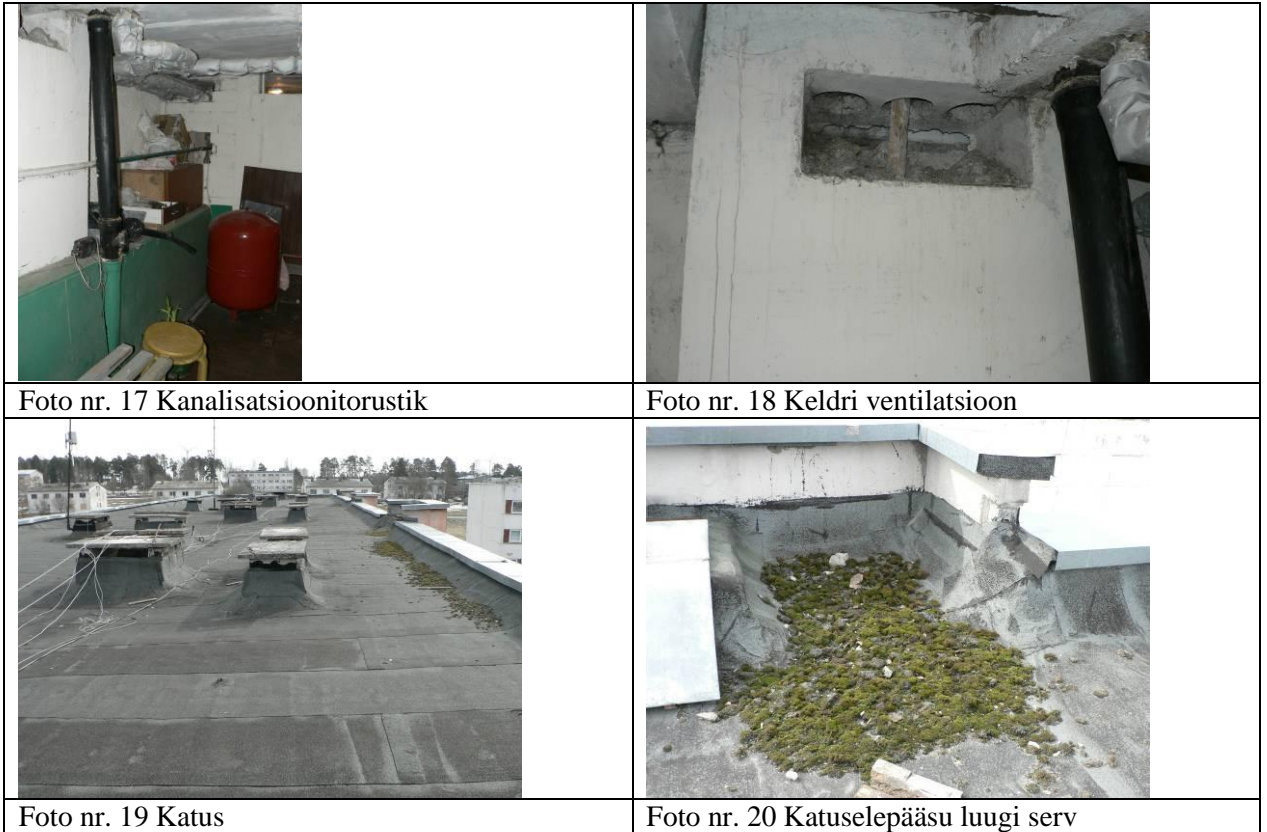 Foto nr. 17 Kanalisatsioonitorustik
Foto nr. 18 Keldri ventilatsioon
Foto nr. 19 Katus
Foto nr. 20 Katuselepääsu luugi serv